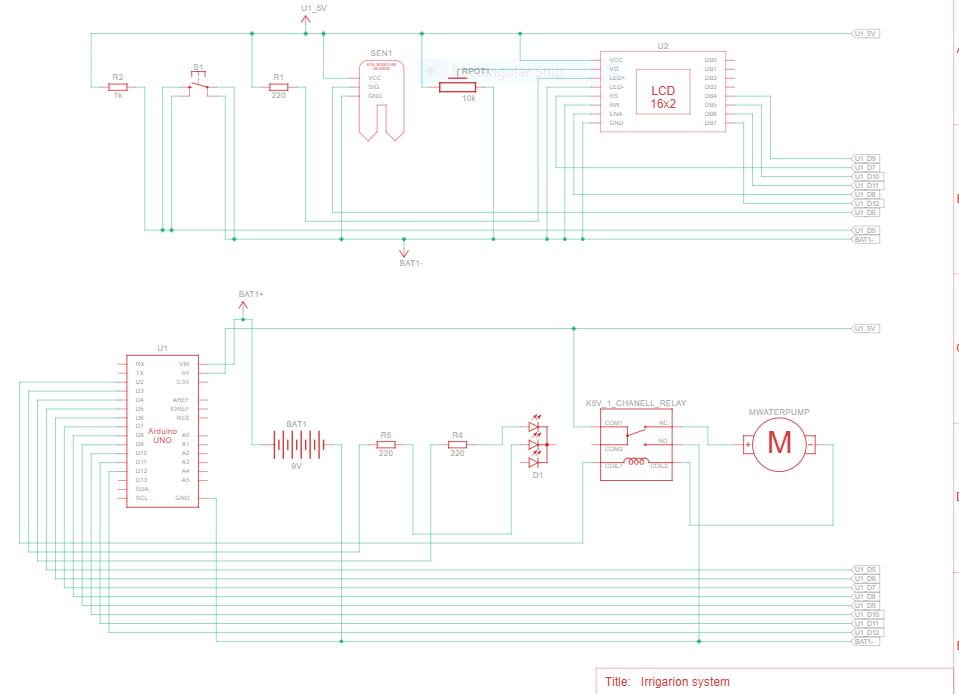 U1_5V
U1_5V
SEN1
SOIL MOISTURE
SENSOR
U2
S1
R2
1k
R1
220
VCC
SIG
GND
RPOT1
Rectangular Snip
10k
VCC
VO
LED+
LED-
RS
RW
ENA
GND
LCD
16x2
DB0
DB1
DB2
DB3
DB4
DB5
DB6
DB7
U1_D9
U1_D7
U1_D10
U1_D11
U1_D8
U1_D12
U1_D6
U1_D5
BAT1-
BAT1-
BAT1+
U1_5V
U1
RX
TX
D2
D3
D4
D5
D6
D7
D8
D9
D10
D11
D12
D13
SDA
SCL
Arduino
UNO
VIN
5V
3.3V
AREF
IOREF
RES
A0
A1
A2
A3
A4
A5
GND
BAT1
9V
R5
220
R4
220
D1
K5V_1_CHANELL_RELAY
COM1
NC
NO
COM2
COIL1
COIL2
MWATERPUMP
+
M
-
U1_D5
U1_D6
U1_D7
U1_D8
U1_D9
U1_D10
U1_D11
U1_D12
BAT1-
Title: Irrigarion system